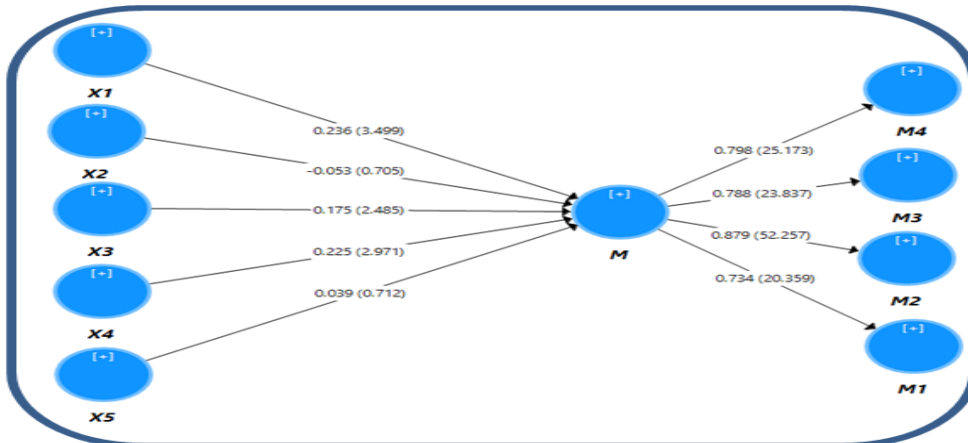 [+]
X1
[+]
X2
[+]
X3
[+]
X4
[+]
X5
0.236 (3.499)
-0.053 (0.705)
0.175 (2.485)
0.225 (2.971)
0.039 (0.712)
[+]
M
0.798 (25.173)
0.788 (23.837)
0.879 (52.257)
0.734 (20.359)
[+]
M4
[+]
M3
[+]
M2
[+]
M1